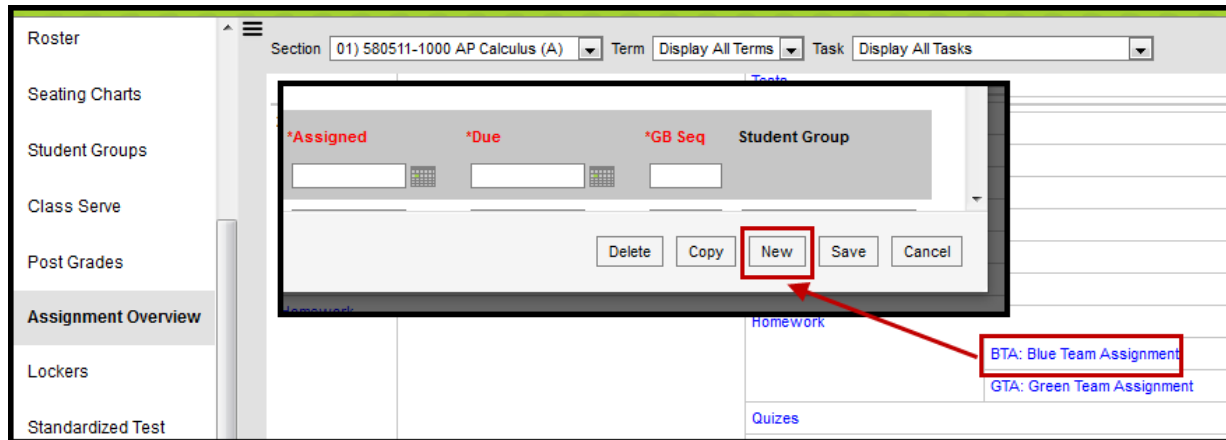 Roster
Seating Charts
Student Groups
Class Serve
Post Grades
Assignment Overview
Lockers
Standardized Test
Section 01) 580511-1000 AP Calculus (A) Term Display All Terms Task Display All Tasks
Tests
*Assigned *Due *GB Seq Student Group
Delete Copy New Save Cancel
Homework
Homework
BTA: Blue Team Assignment
GTA: Green Team Assignment
Quizes